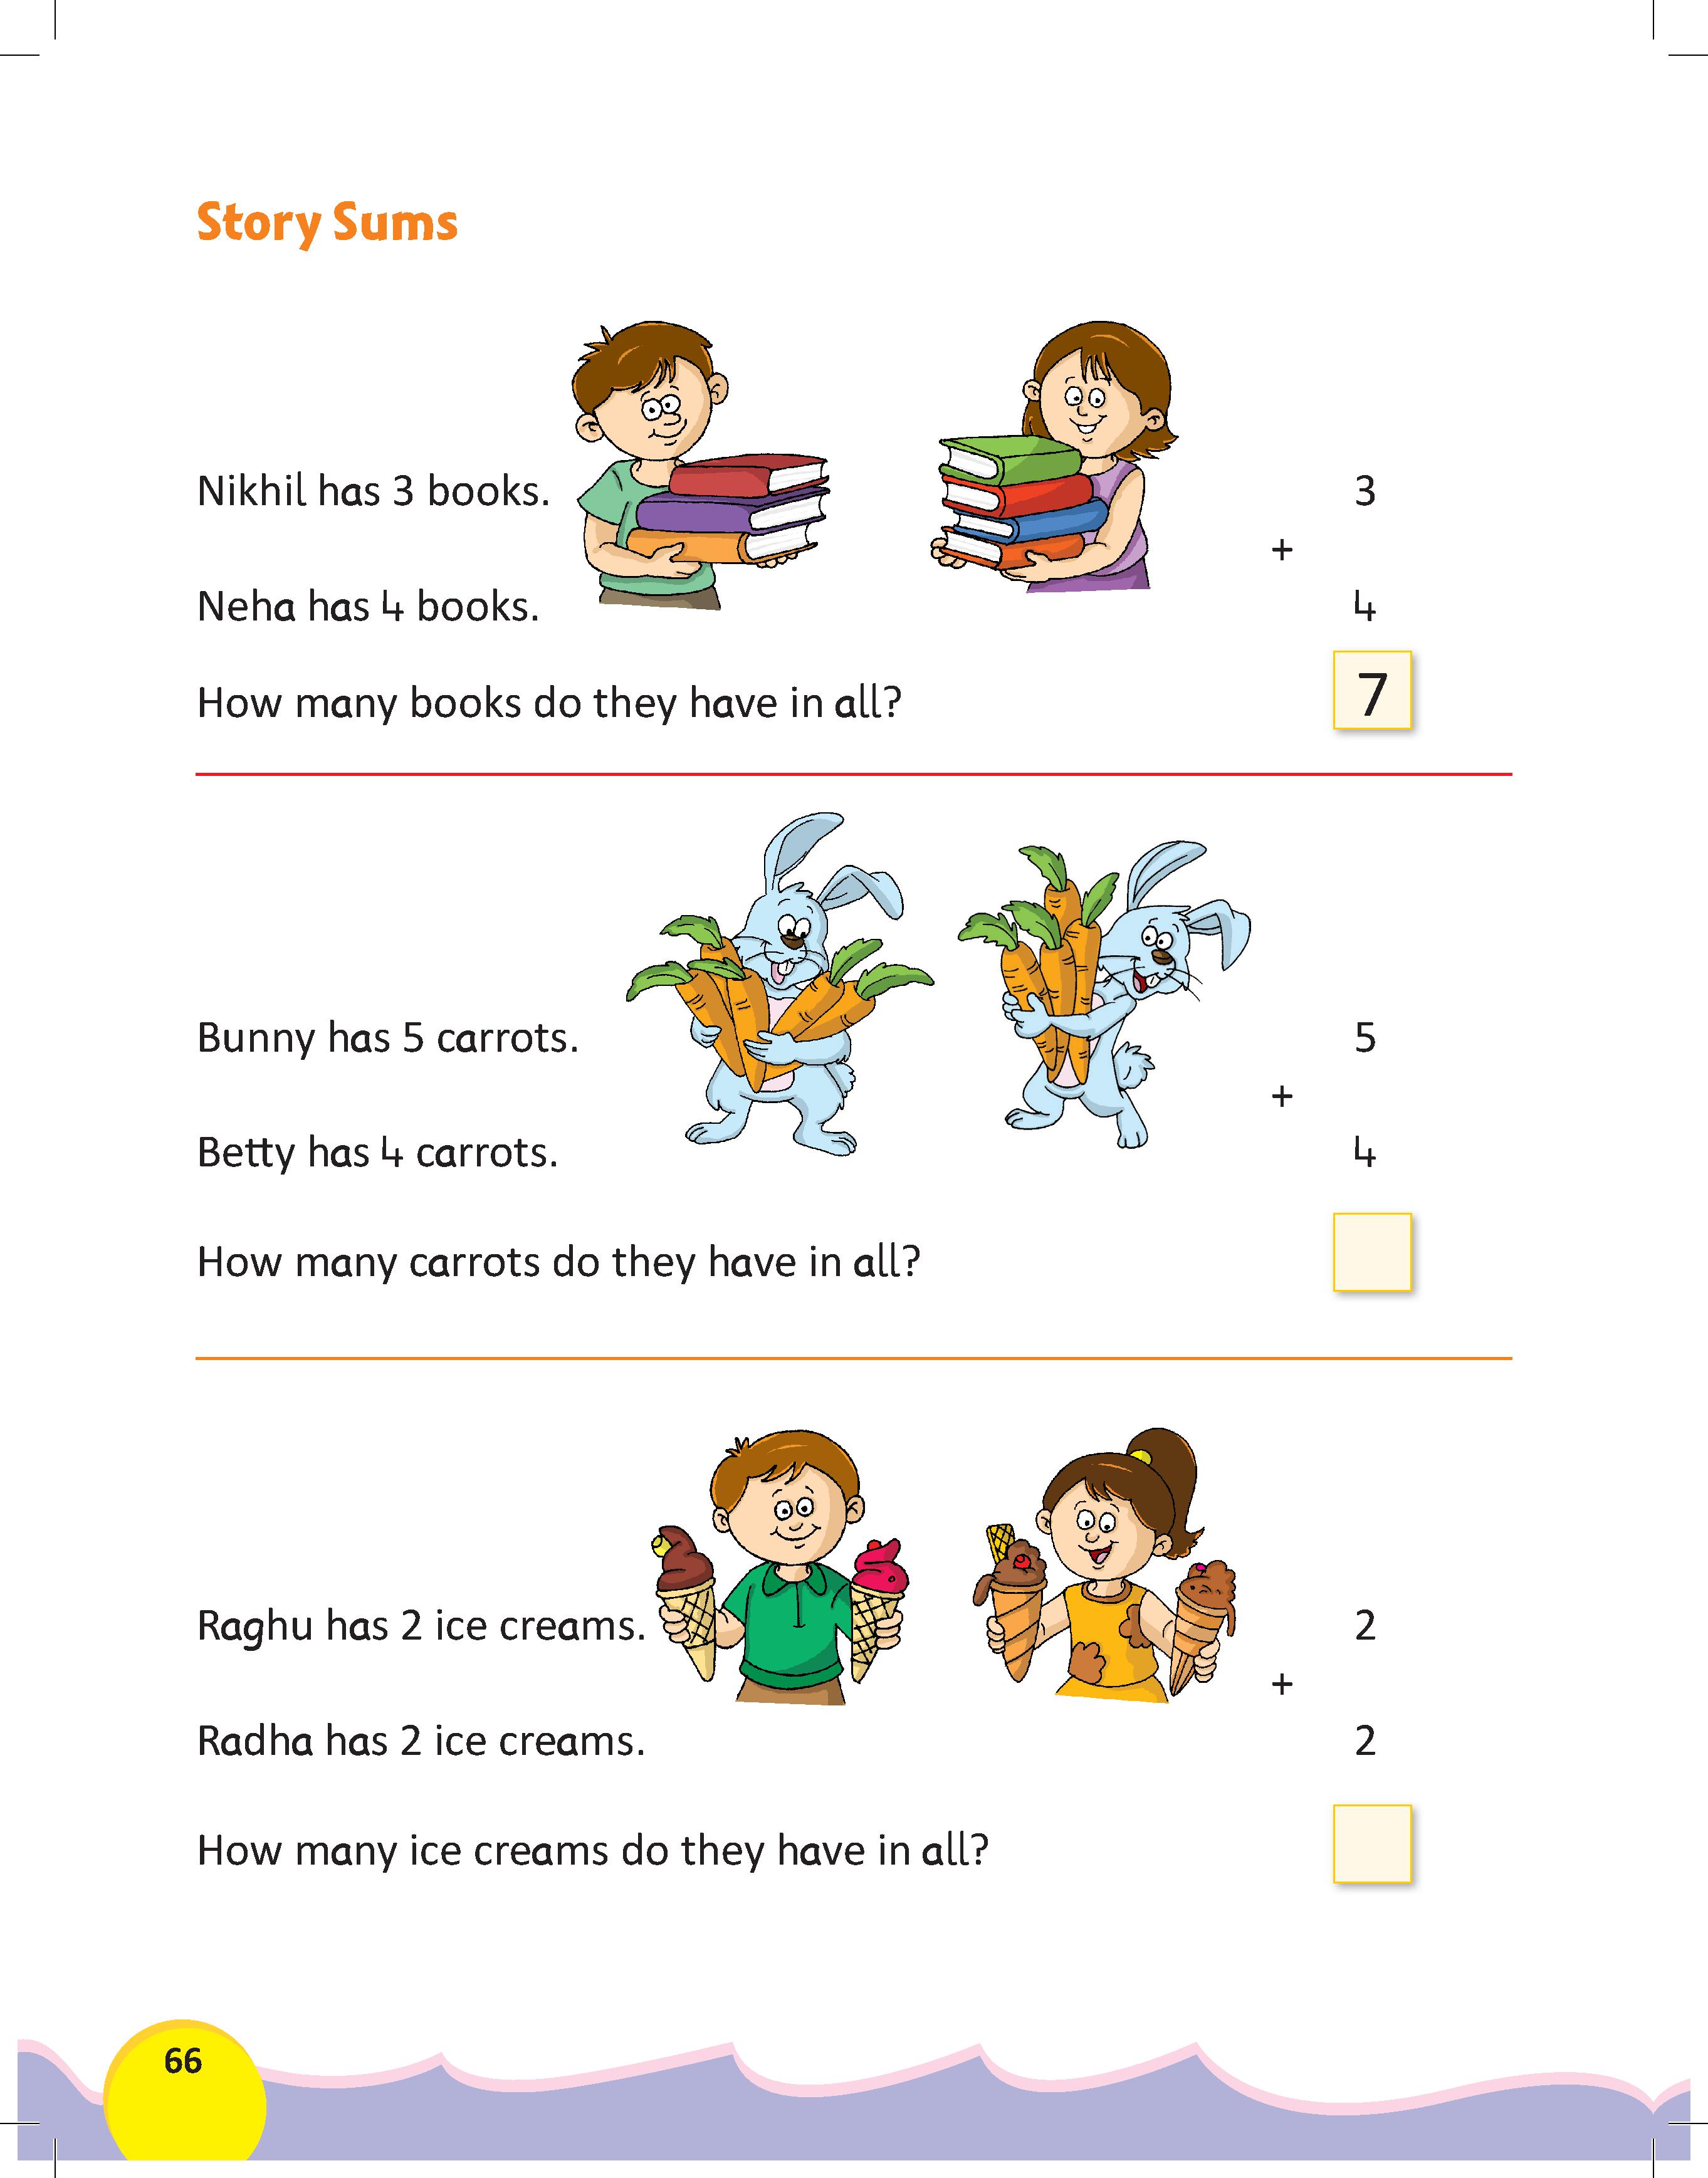 Story Sums
Nikhil has 3 books.
3
+
Neha has 4 books.
4
How many books do they have in all?
7
Bunny has 5 carrots.
5
+
Betty has 4 carrots.
4
How many carrots do they have in all?
Raghu has 2 ice creams.
2
+
Radha has 2 ice creams.
2
How many ice creams do they have in all?
66